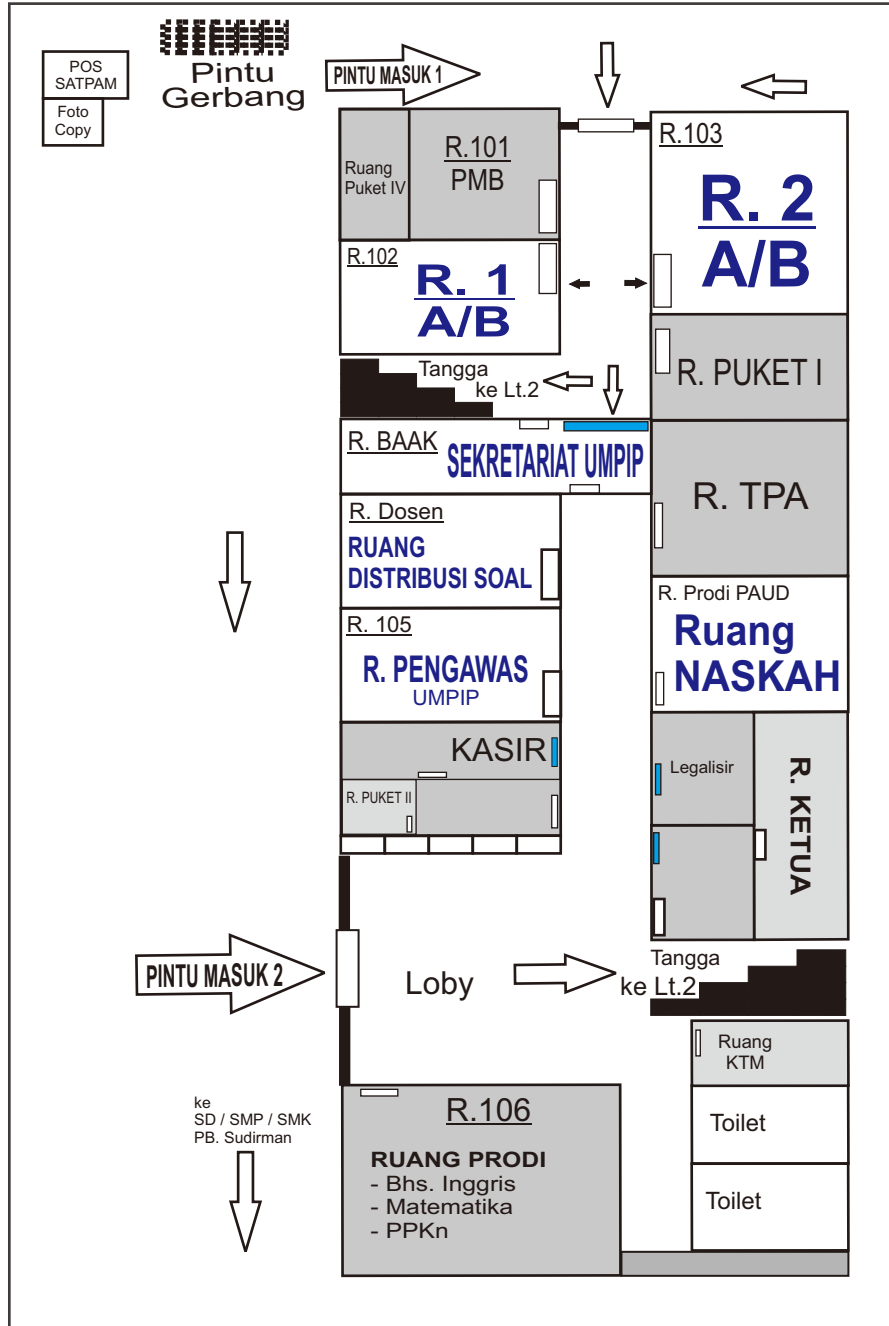 POS
SATPAM
Foto
Copy
Pintu
Gerbang
PINTU MASUK 1
Ruang
Puket IV
R.101
PMB
R.103
R. 2
A/B
R.102
R. 1
A/B
R. PUKET I
Tangga
ke Lt.2
R. BAAK
SEKRETARIAT UMPIP
R. TPA
R. Dosen
RUANG
DISTRIBUSI SOAL
R. Prodi PAUD
Ruang
NASKAH
R. 105
R. PENGAWAS
UMPIP
KASIR
R. PUKET II
Legalisir
R. KETUA
PINTU MASUK 2
Loby
Tangga
ke Lt.2
Ruang
KTM
Toilet
Toilet
ke
SD / SMP / SMK
PB. Sudirman
R.106
RUANG PRODI
- Bhs. Inggris
- Matematika
- PPKn